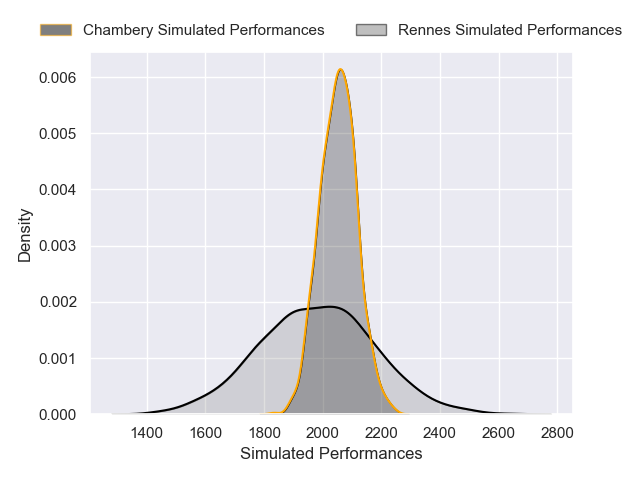 Chambery Simulated Performances
Rennes Simulated Performances
0.006
0.005
0.004
0.003
0.002
0.001
0.000
Density
1400 1600 1800 2000 2200 2400 2600 2800
Simulated Performances